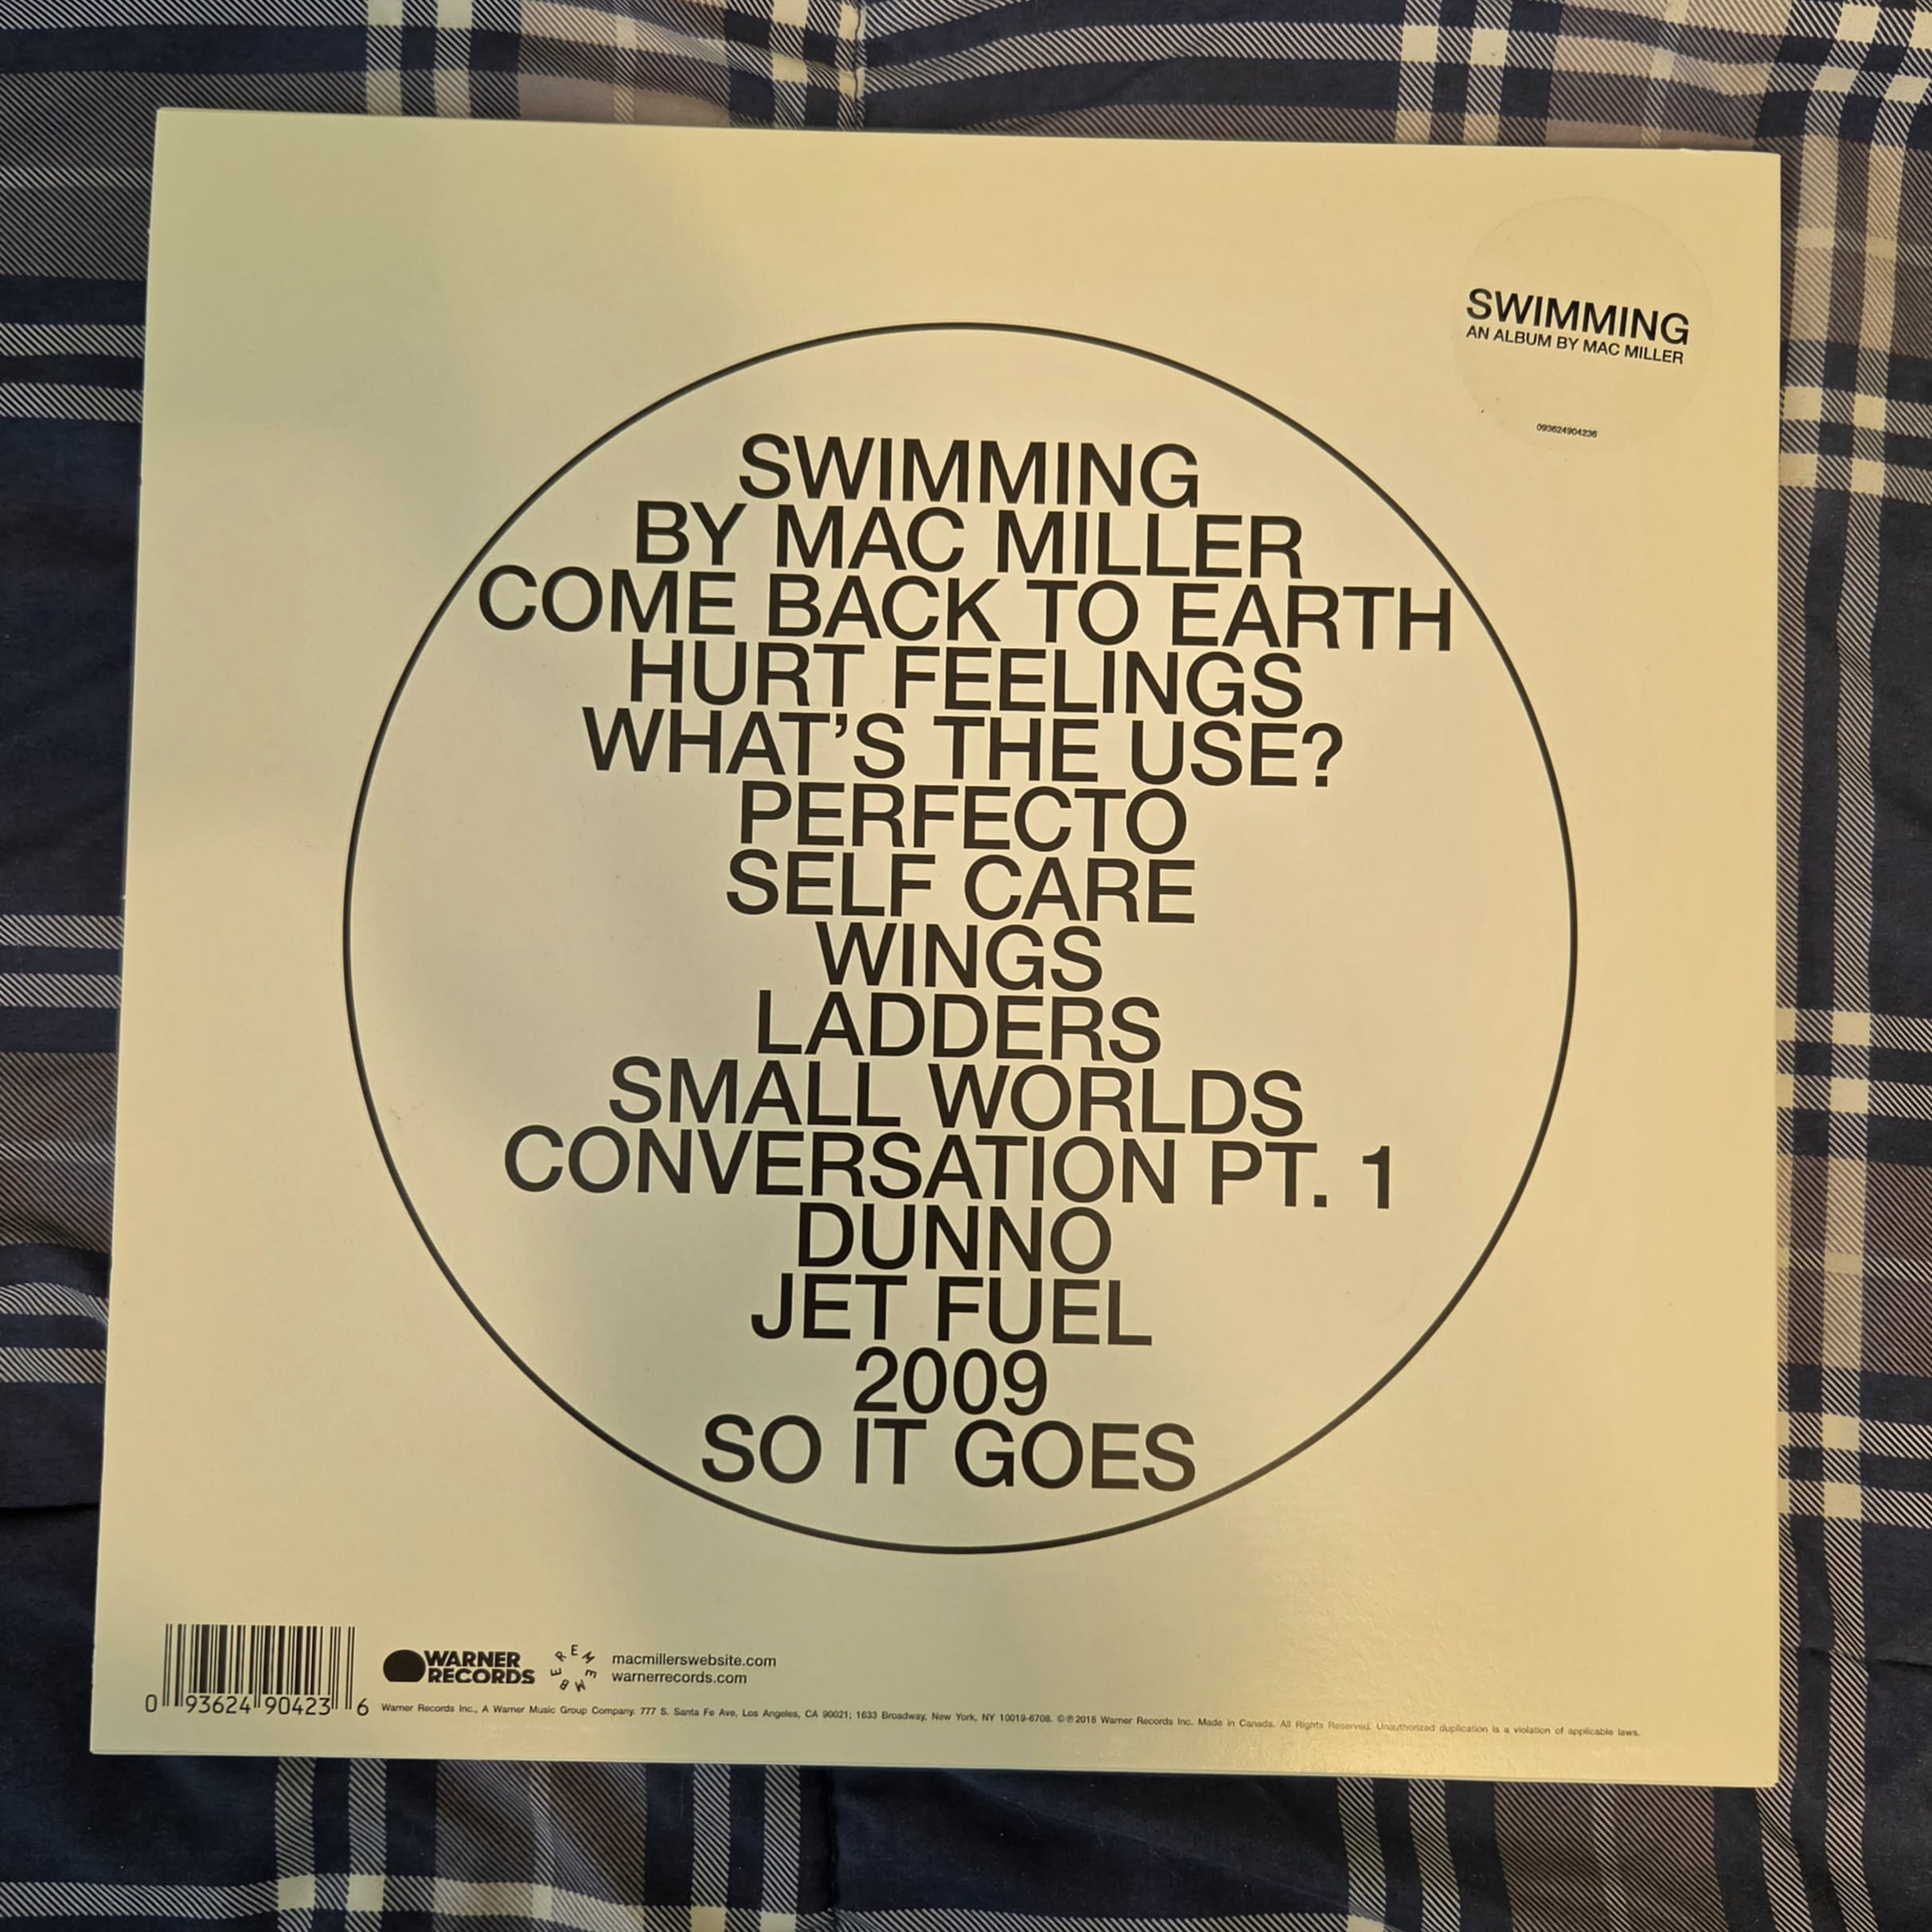 SWIMMING
AN ALBUM BY MAC MILLER
093624904236
SWIMMING
BY MAC MILLER
COME BACK TO EARTH
HURT FEELINGS
WHAT'S THE USE?
PERFECTO
SELF CARE
WINGS
LADDERS
SMALL WORLDS
CONVERSATION PT. 1
DUNNO
JET FUEL
2009
SO IT GOES
0 93624 90423 6
WARNER
RECORDS
REMEMBER
macmillerswebsite.com
warnerrecords.com
Warner Records Inc., A Warner Music Group Company. 777 S. Santa Fe Ave, Los Angeles, CA 90021; 1633 Broadway, New York, NY 10019-6708. ©℗2018 Warner Records Inc. Made in Canada. All Rights Reserved. Unauthorized duplication is a violation of applicable laws.